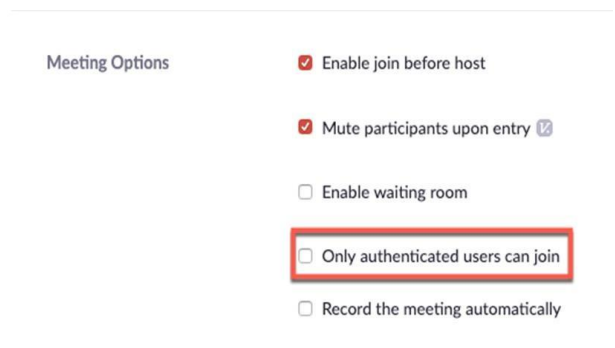 Meeting Options
Enable join before host
Mute participants upon entry
Enable waiting room
Only authenticated users can join
Record the meeting automatically